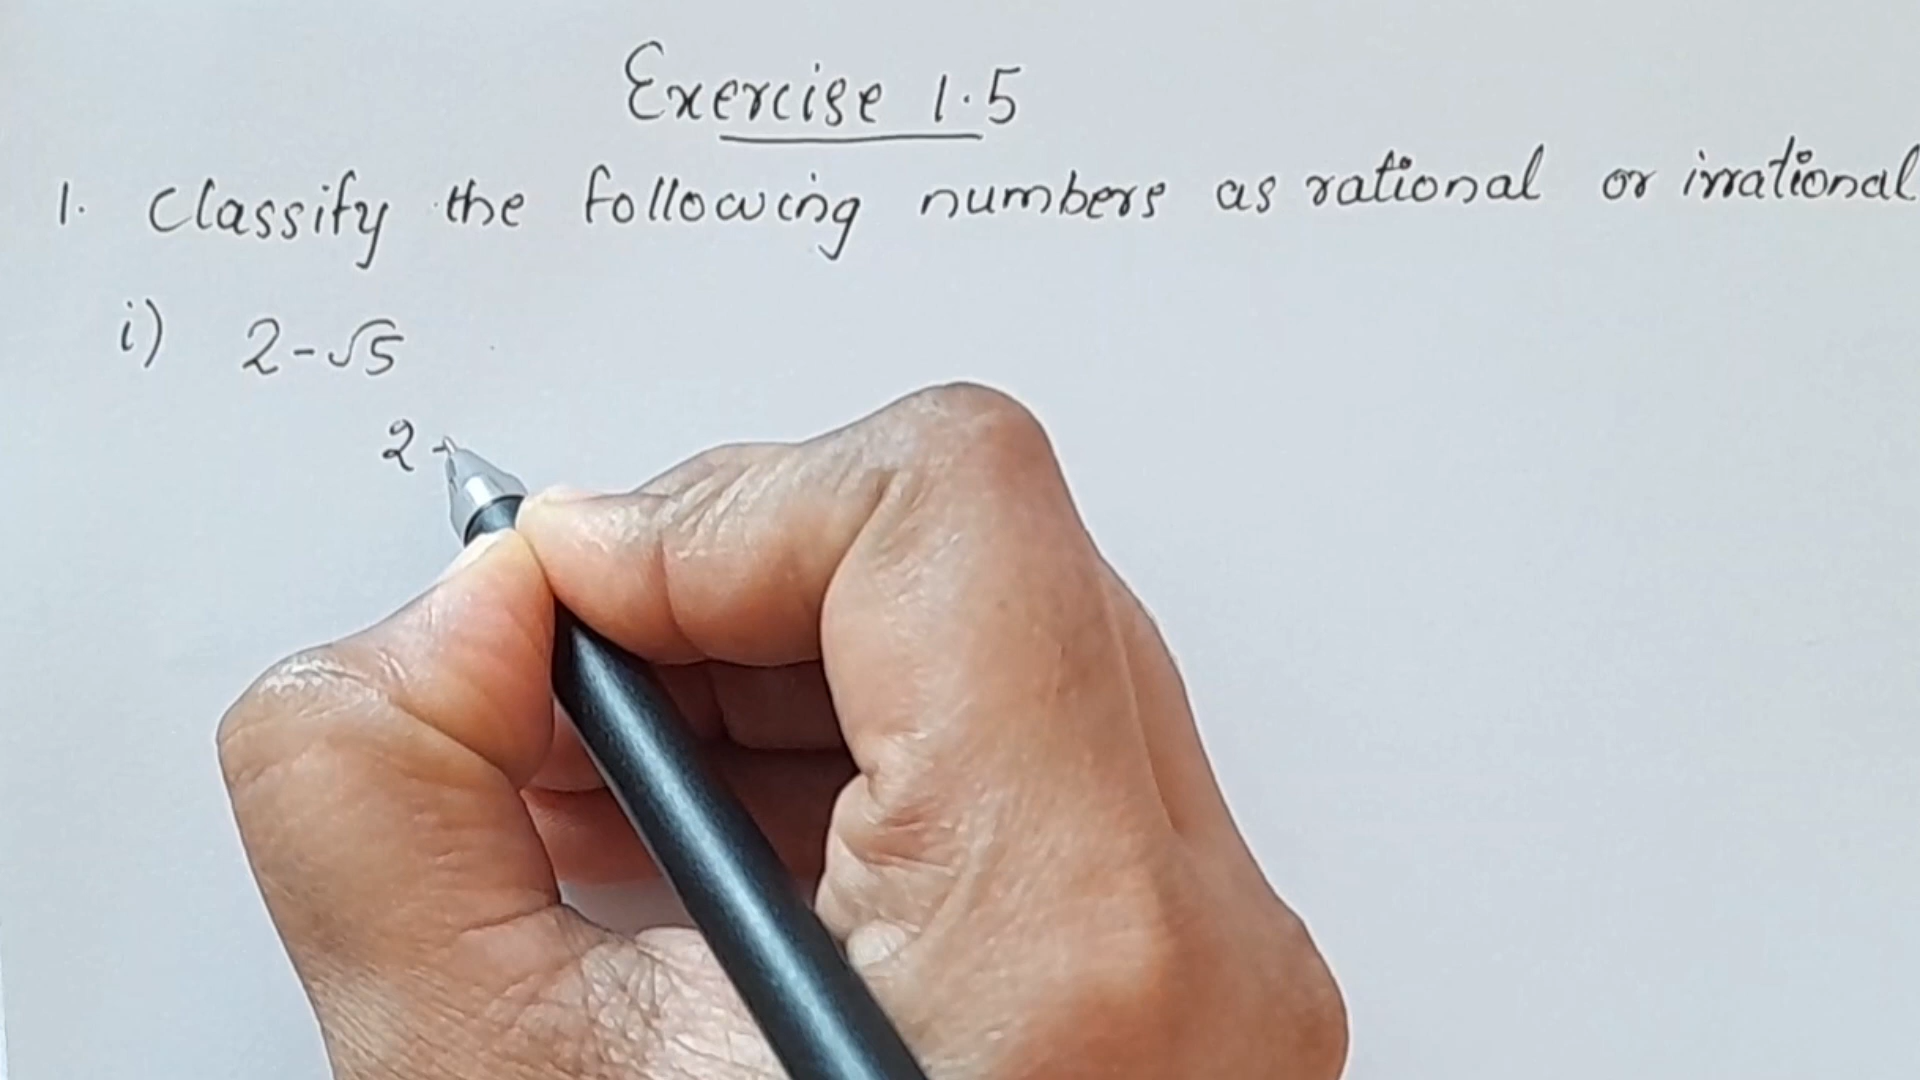 Exercise 1.5
1. Classify the following numbers as rational or irrational
i) 2-√5
2 -